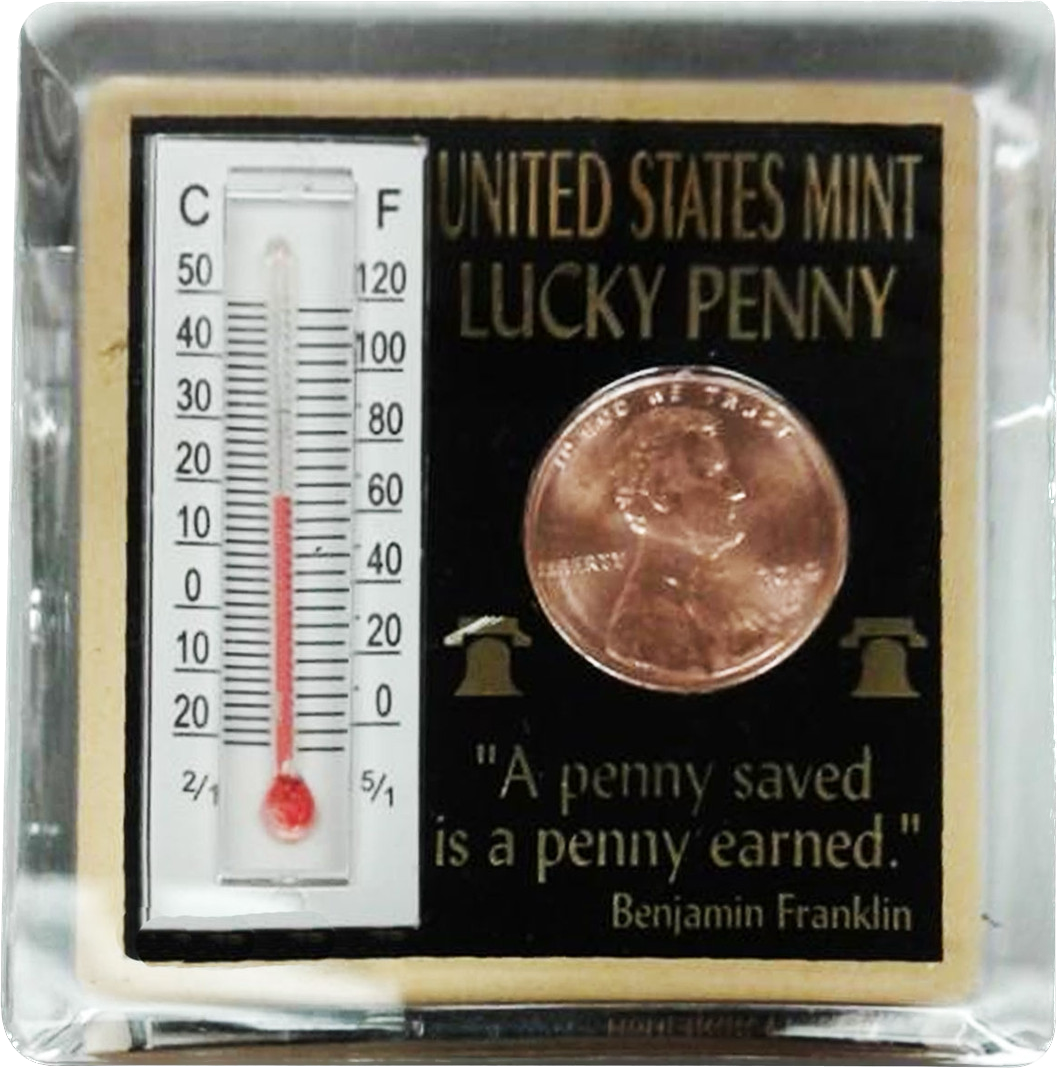 C F
50 120
40 100
30 80
20 60
10 40
0 20
10 0
20
2/1 5/1
UNITED STATES MINT
LUCKY PENNY
IN GOD WE TRUST
LIBERTY
"A penny saved
is a penny earned."
Benjamin Franklin